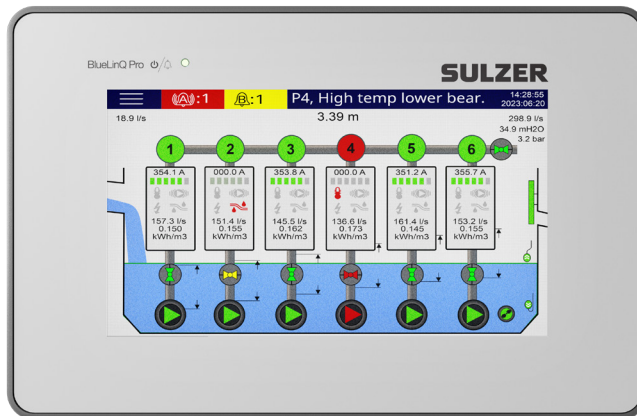 BlueLinQ Pro
SULZER
(A):1
B:1
P4, High temp lower bear.
14:28:55
2023:06:20
18.9 l/s
3.39 m
298.9 l/s
34.9 mH2O
3.2 bar
1 2 3 4 5 6
354.1 A 000.0 A 353.8 A 000.0 A 351.2 A 355.7 A
157.3 l/s 151.4 l/s 145.5 l/s 136.6 l/s 161.4 l/s 153.2 l/s
0.150 0.155 0.162 0.173 0.145 0.155
kWh/m3 kWh/m3 kWh/m3 kWh/m3 kWh/m3 kWh/m3